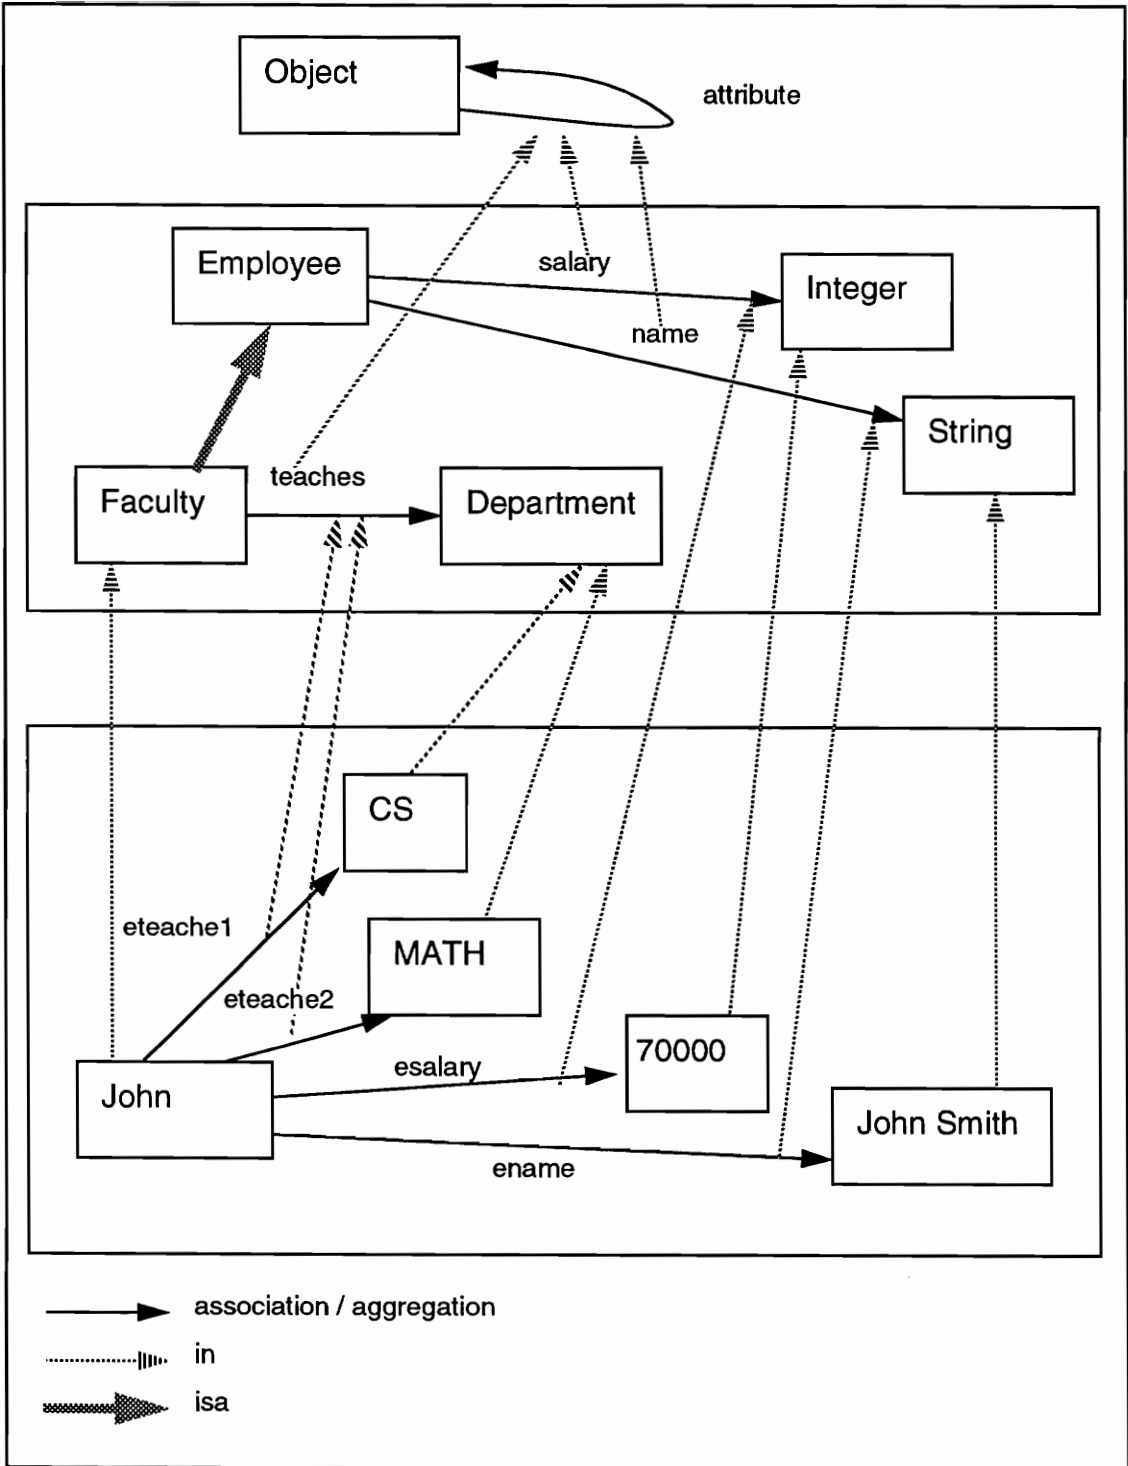 Object
attribute
Employee
salary
Integer
name
String
teaches
Faculty
Department
CS
eteache1
MATH
eteache2
70000
esalary
John
John Smith
ename
association / aggregation
in
isa